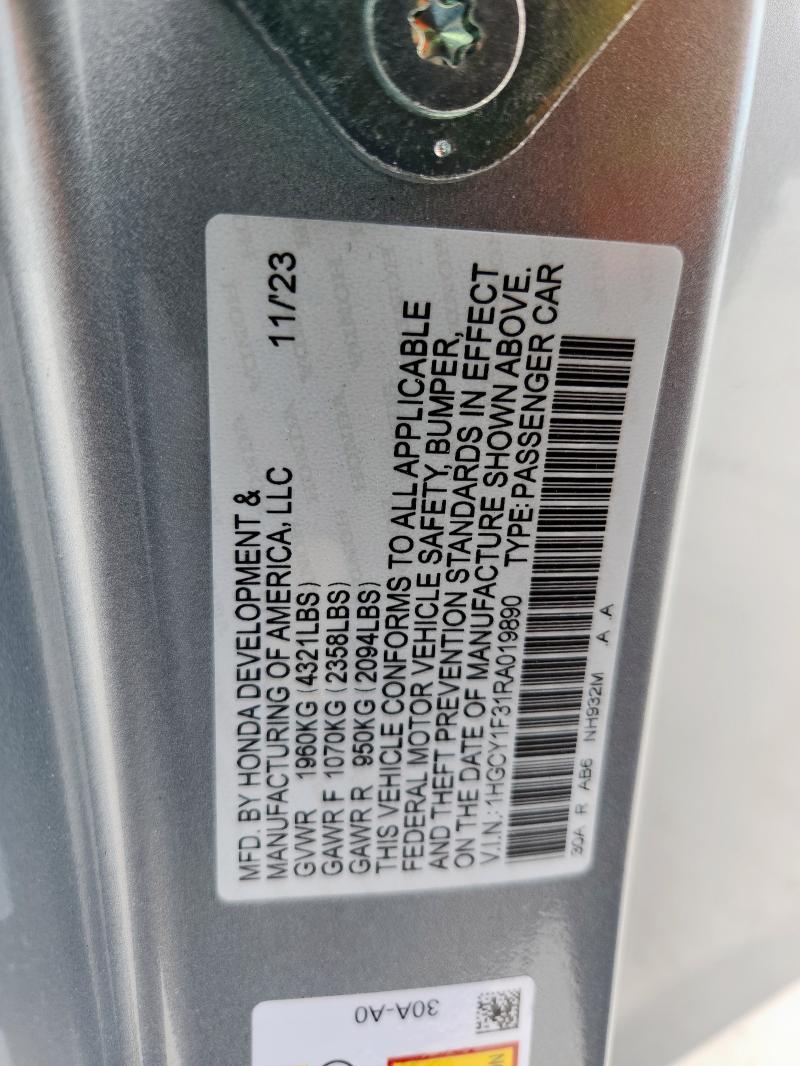 MFD. BY HONDA DEVELOPMENT &
MANUFACTURING OF AMERICA, LLC 11/'23
GVWR 1960KG (4321LBS)
GAWR F 1070KG (2358LBS)
GAWR R 950KG (2094LBS)
THIS VEHICLE CONFORMS TO ALL APPLICABLE
FEDERAL MOTOR VEHICLE SAFETY, BUMPER,
AND THEFT PREVENTION STANDARDS IN EFFECT
ON THE DATE OF MANUFACTURE SHOWN ABOVE.
V.I.N.: 1HGCY1F31RA019890 TYPE: PASSENGER CAR
30A R AB6 NH932M .A .A
30A-A0